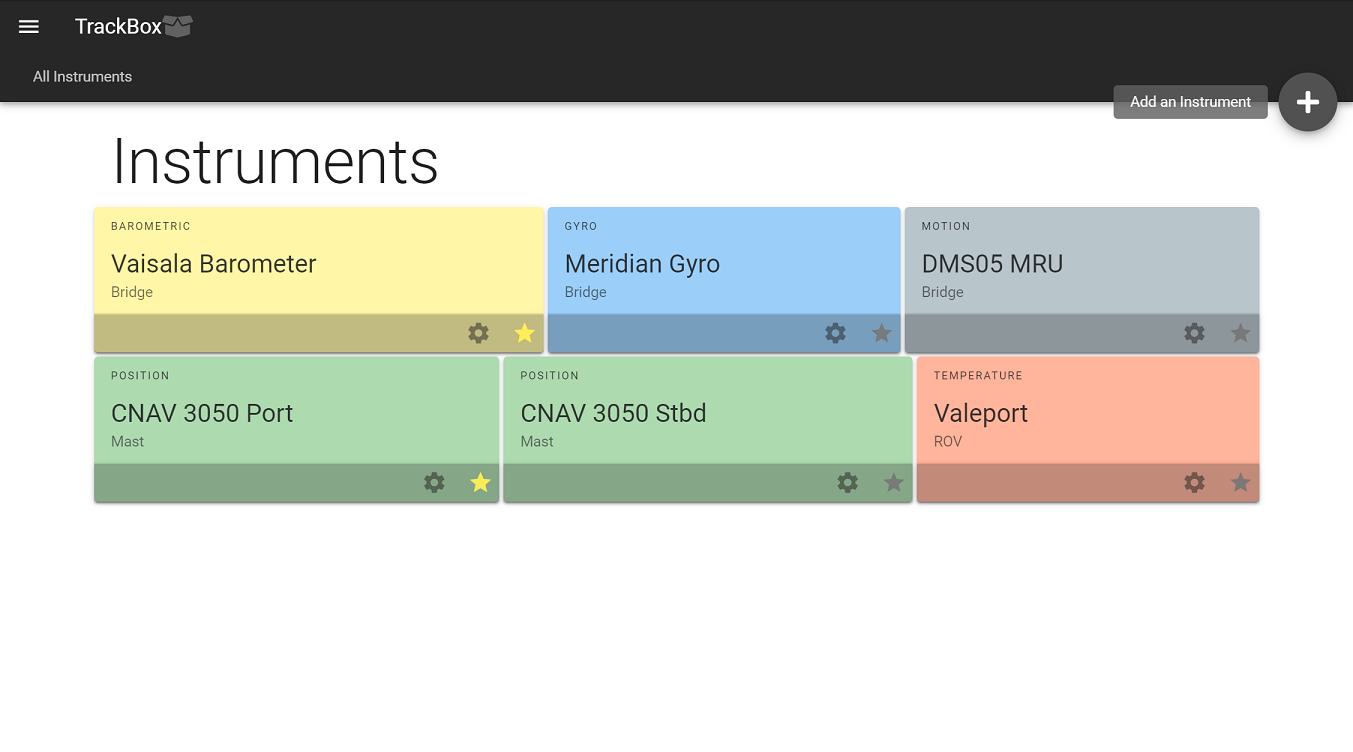 TrackBox
All Instruments
Add an Instrument
Instruments
BAROMETRIC
Vaisala Barometer
Bridge
GYRO
Meridian Gyro
Bridge
MOTION
DMS05 MRU
Bridge
POSITION
CNAV 3050 Port
Mast
POSITION
CNAV 3050 Stbd
Mast
TEMPERATURE
Valeport
ROV